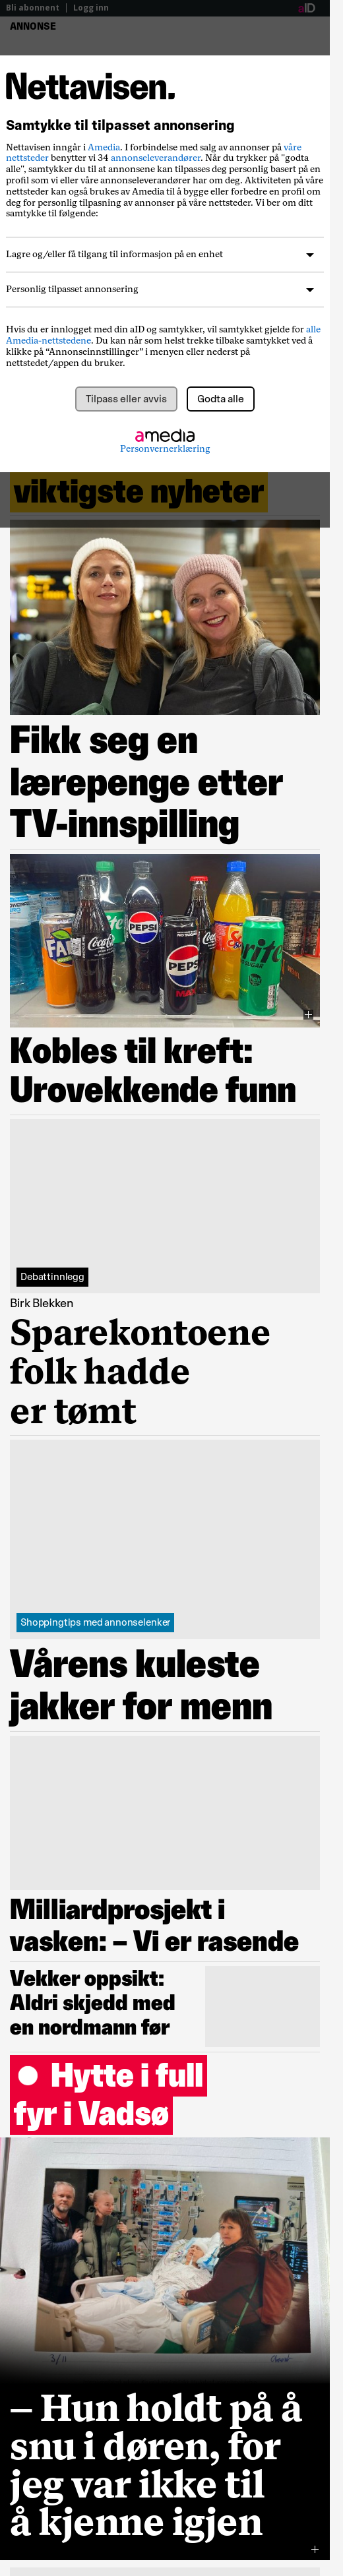 Bli abonnent | Logg inn
aID
ANNONSE
Nettavisen.
Samtykke til tilpasset annonsering
Nettavisen inngår i Amedia. I forbindelse med salg av annonser på våre
nettsteder benytter vi 34 annonseleverandører. Når du trykker på "godta
alle", samtykker du til at annonsene kan tilpasses deg personlig basert på en
profil som vi eller våre annonseleverandører har om deg. Aktiviteten på våre
nettsteder kan også brukes av Amedia til å bygge eller forbedre en profil om
deg for personlig tilpasning av annonser på våre nettsteder. Vi ber om ditt
samtykke til følgende:
Lagre og/eller få tilgang til informasjon på en enhet
Personlig tilpasset annonsering
Hvis du er innlogget med din aID og samtykker, vil samtykket gjelde for alle
Amedia-nettstedene. Du kan når som helst trekke tilbake samtykket ved å
klikke på “Annonseinnstillinger” i menyen eller nederst på
nettstedet/appen du bruker.
Tilpass eller avvis
Godta alle
amedia
Personvernerklæring
viktigste nyheter
Fikk seg en
lærepenge etter
TV-innspilling
FANTA
Coca-Cola
PEPSI
PEPSI
MAX
Kobles til kreft:
Urovekkende funn
Debattinnlegg
Birk Blekken
Sparekontoene
folk hadde
er tømt
Shoppingtips med annonselenker
Vårens kuleste
jakker for menn
Milliardprosjekt i
vasken: – Vi er rasende
Vekker oppsikt:
Aldri skjedd med
en nordmann før
Hytte i full
fyr i Vadsø
3/11
– Hun holdt på å
snu i døren, for
jeg var ikke til
å kjenne igjen